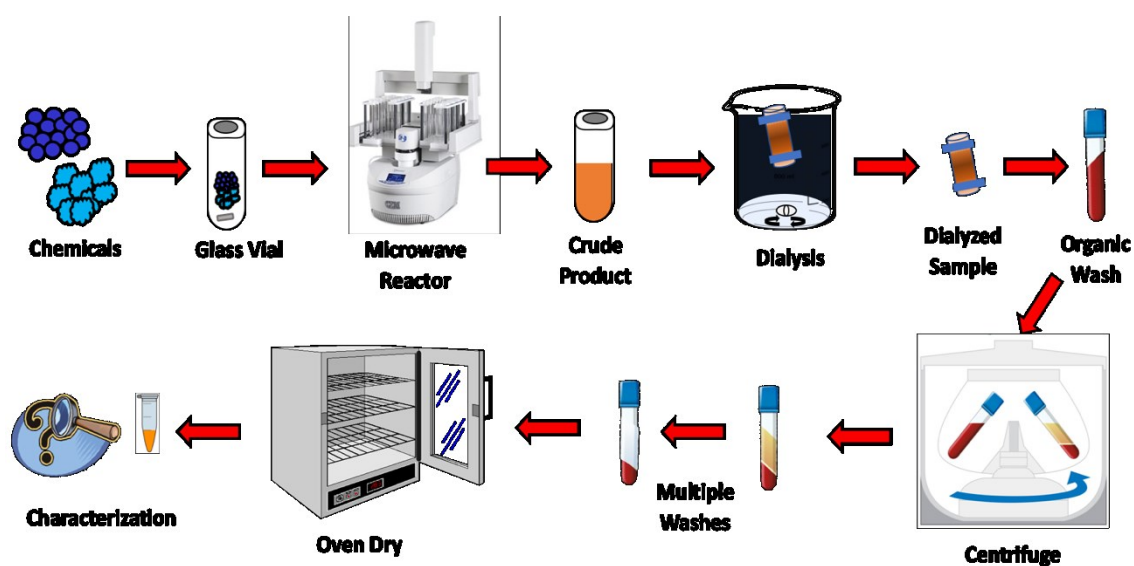 Chemicals
Glass Vial
Microwave
Reactor
Crude
Product
Dialysis
Dialyzed
Sample
Organic
Wash
Characterization
Oven Dry
Multiple
Washes
Centrifuge